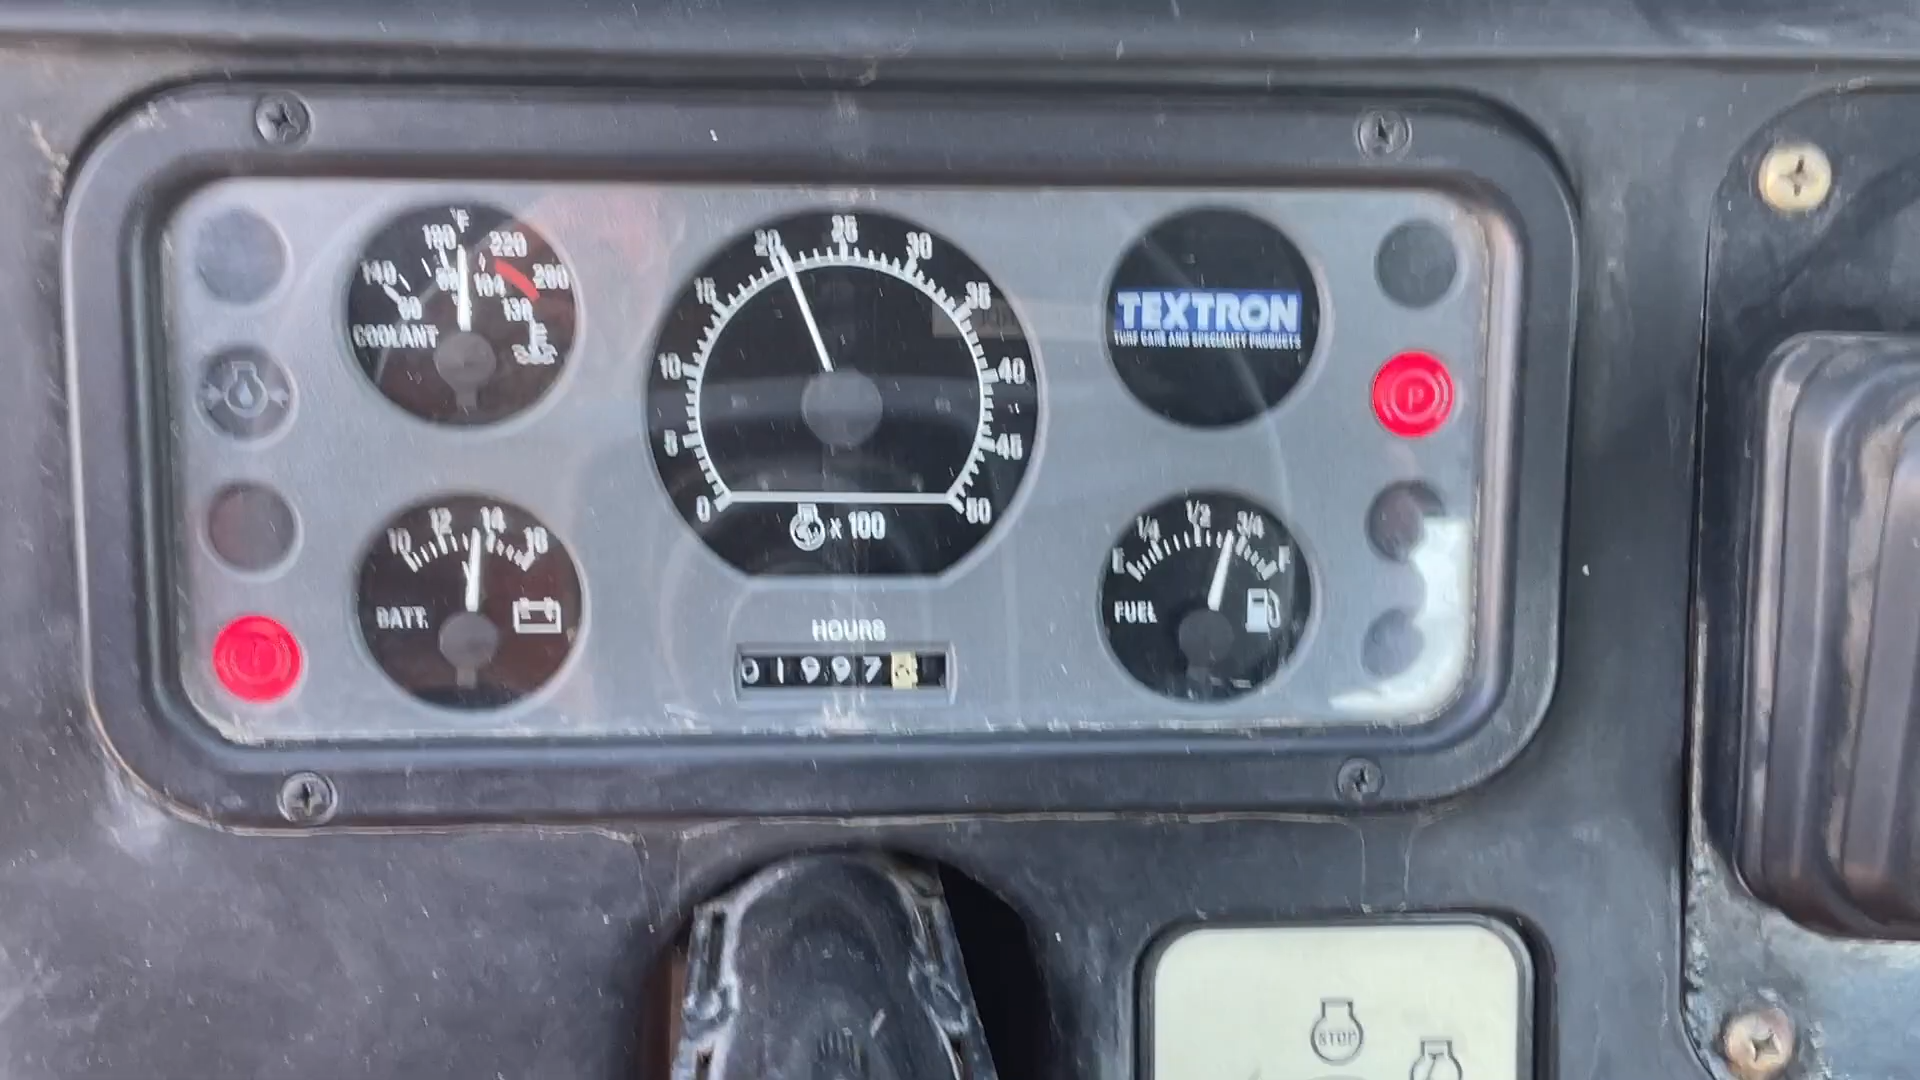 °F
180 220
140 280
60 104
130
COOLANT
0 5 10 15 20 25 30 35 40 45 50
x 100
TEXTRON
TURF CARE AND SPECIALITY PRODUCTS
P
10 12 14 16
BATT.
HOURS
01997
E 1/4 1/2 3/4 F
FUEL
STOP